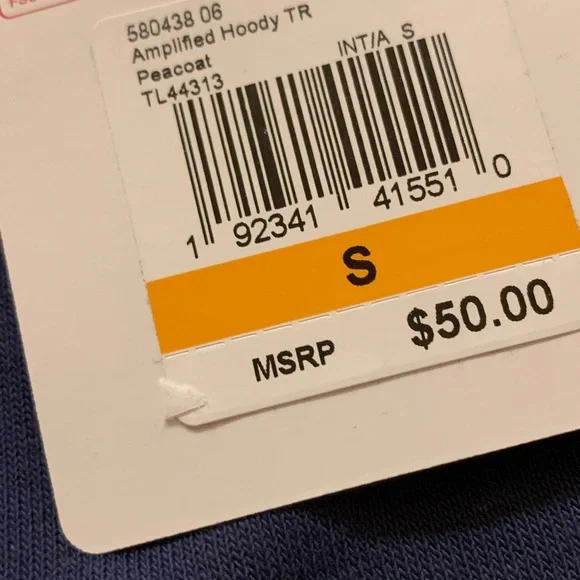 580438 06
Amplified Hoody TR
Peacoat INT/A S
TL44313
1 92341 41551 0
S
MSRP $50.00